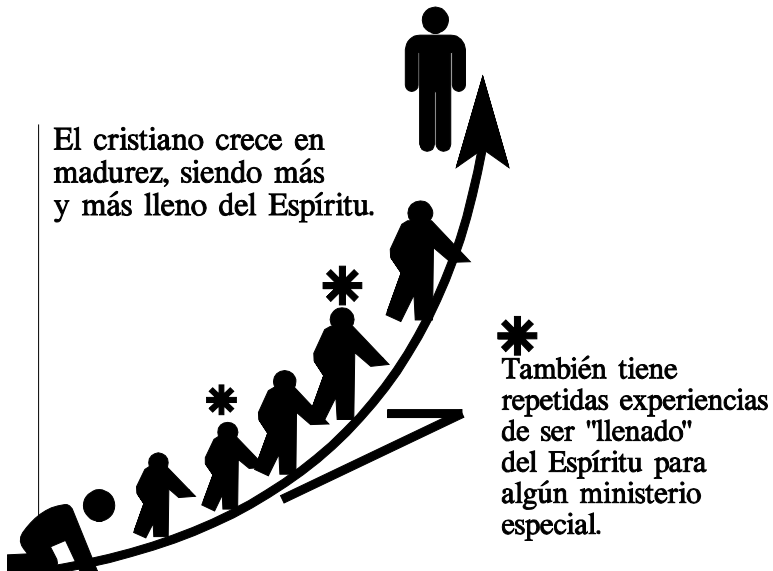 El cristiano crece en
madurez, siendo más
y más lleno del Espíritu.
También tiene
repetidas experiencias
de ser "llenado"
del Espíritu para
algún ministerio
especial.